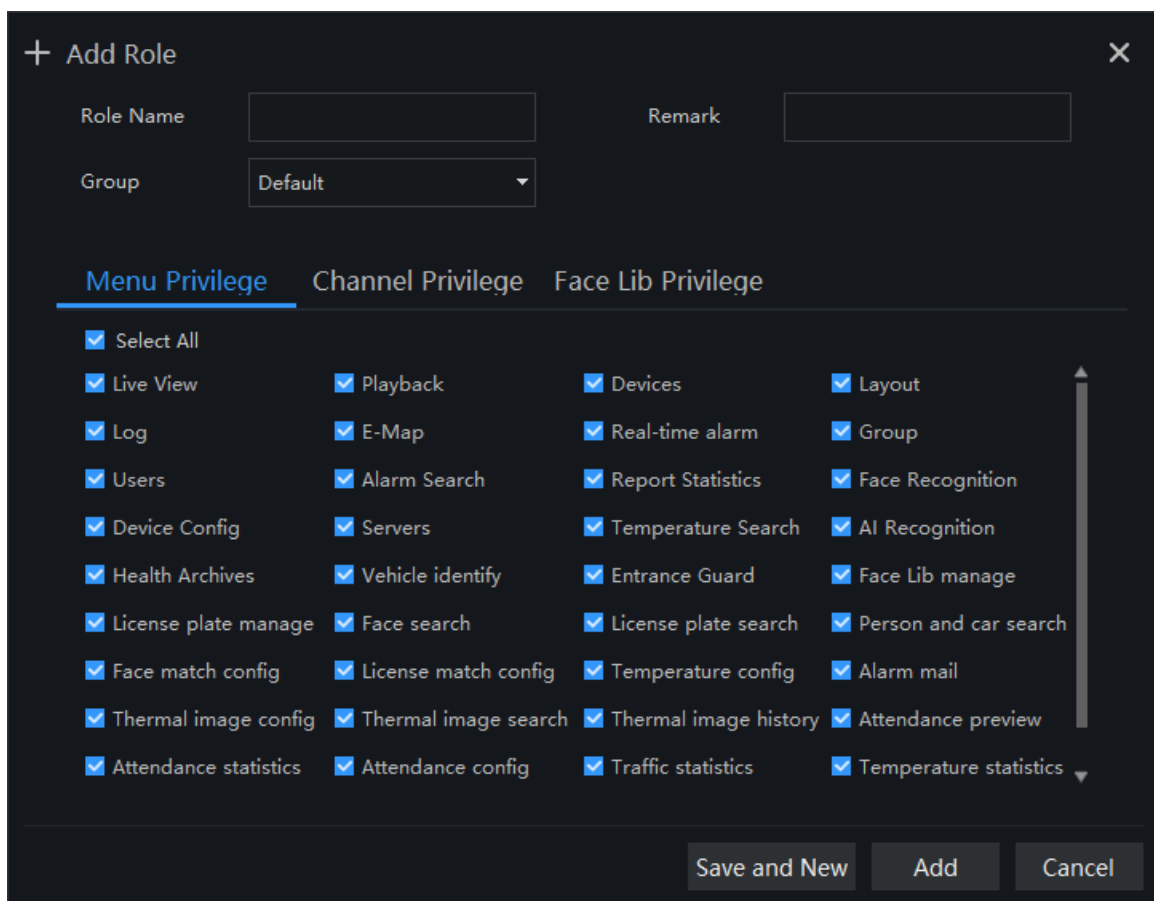 Add Role
Role Name Remark
Group Default
Menu Privilege Channel Privilege Face Lib Privilege
Select All
Live View Playback Devices Layout
Log E-Map Real-time alarm Group
Users Alarm Search Report Statistics Face Recognition
Device Config Servers Temperature Search AI Recognition
Health Archives Vehicle identify Entrance Guard Face Lib manage
License plate manage Face search License plate search Person and car search
Face match config License match config Temperature config Alarm mail
Thermal image config Thermal image search Thermal image history Attendance preview
Attendance statistics Attendance config Traffic statistics Temperature statistics
Save and New Add Cancel